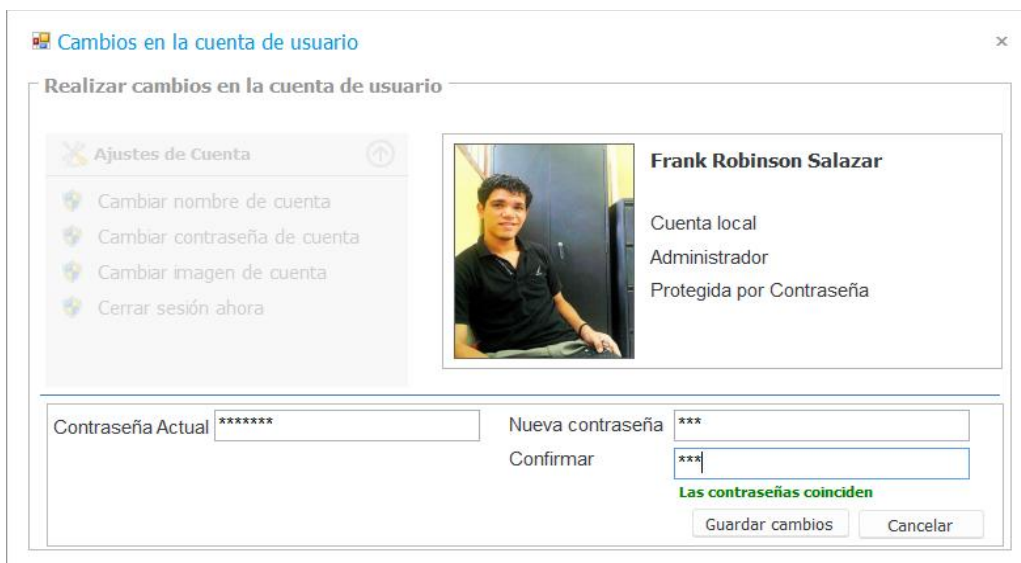 Cambios en la cuenta de usuario
Realizar cambios en la cuenta de usuario
Ajustes de Cuenta
Cambiar nombre de cuenta
Cambiar contraseña de cuenta
Cambiar imagen de cuenta
Cerrar sesión ahora
Frank Robinson Salazar
Cuenta local
Administrador
Protegida por Contraseña
Contraseña Actual *******
Nueva contraseña ***
Confirmar ***
Las contraseñas coinciden
Guardar cambios Cancelar